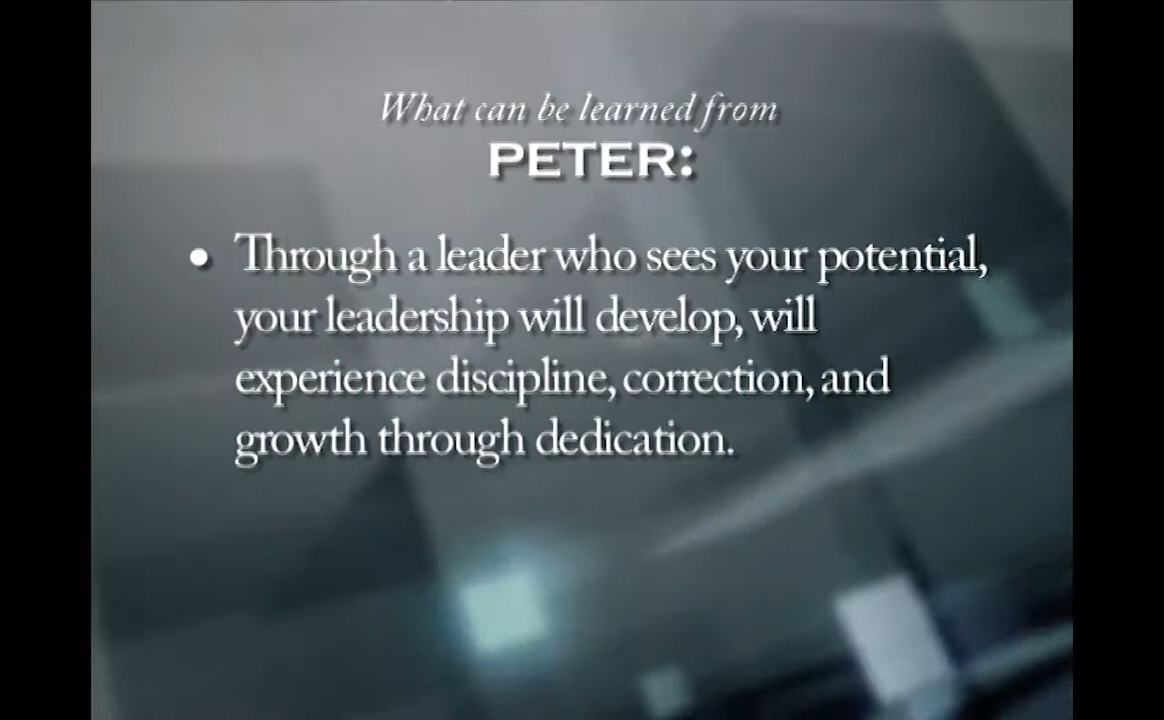 What can be learned from
PETER:
• Through a leader who sees your potential,
your leadership will develop, will
experience discipline, correction, and
growth through dedication.